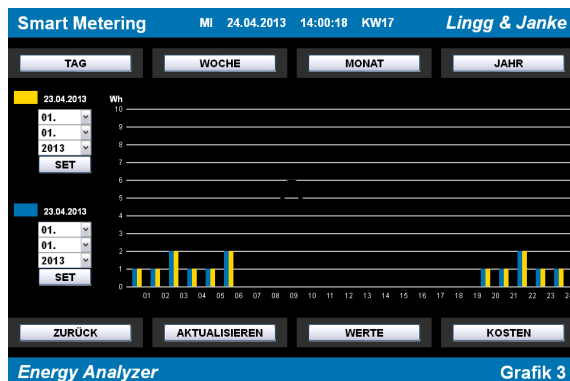 Smart Metering MI 24.04.2013 14:00:18 KW17 Lingg & Janke
TAG WOCHE MONAT JAHR
23.04.2013 Wh
01.
01.
2013
SET
10
9
8
7
6
5
4
3
2
1
0
23.04.2013
01.
01.
2013
SET
01 02 03 04 05 06 07 08 09 10 11 12 13 14 15 16 17 18 19 20 21 22 23 24
ZURÜCK AKTUALISIEREN WERTE KOSTEN
Energy Analyzer Grafik 3